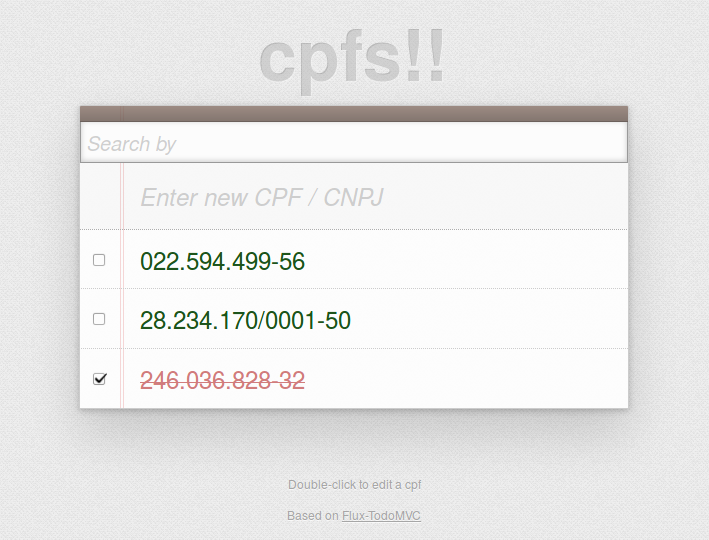 cpfs!!
Search by
Enter new CPF / CNPJ
022.594.499-56
28.234.170/0001-50
246.036.828-32
Double-click to edit a cpf
Based on Flux-TodoMVC